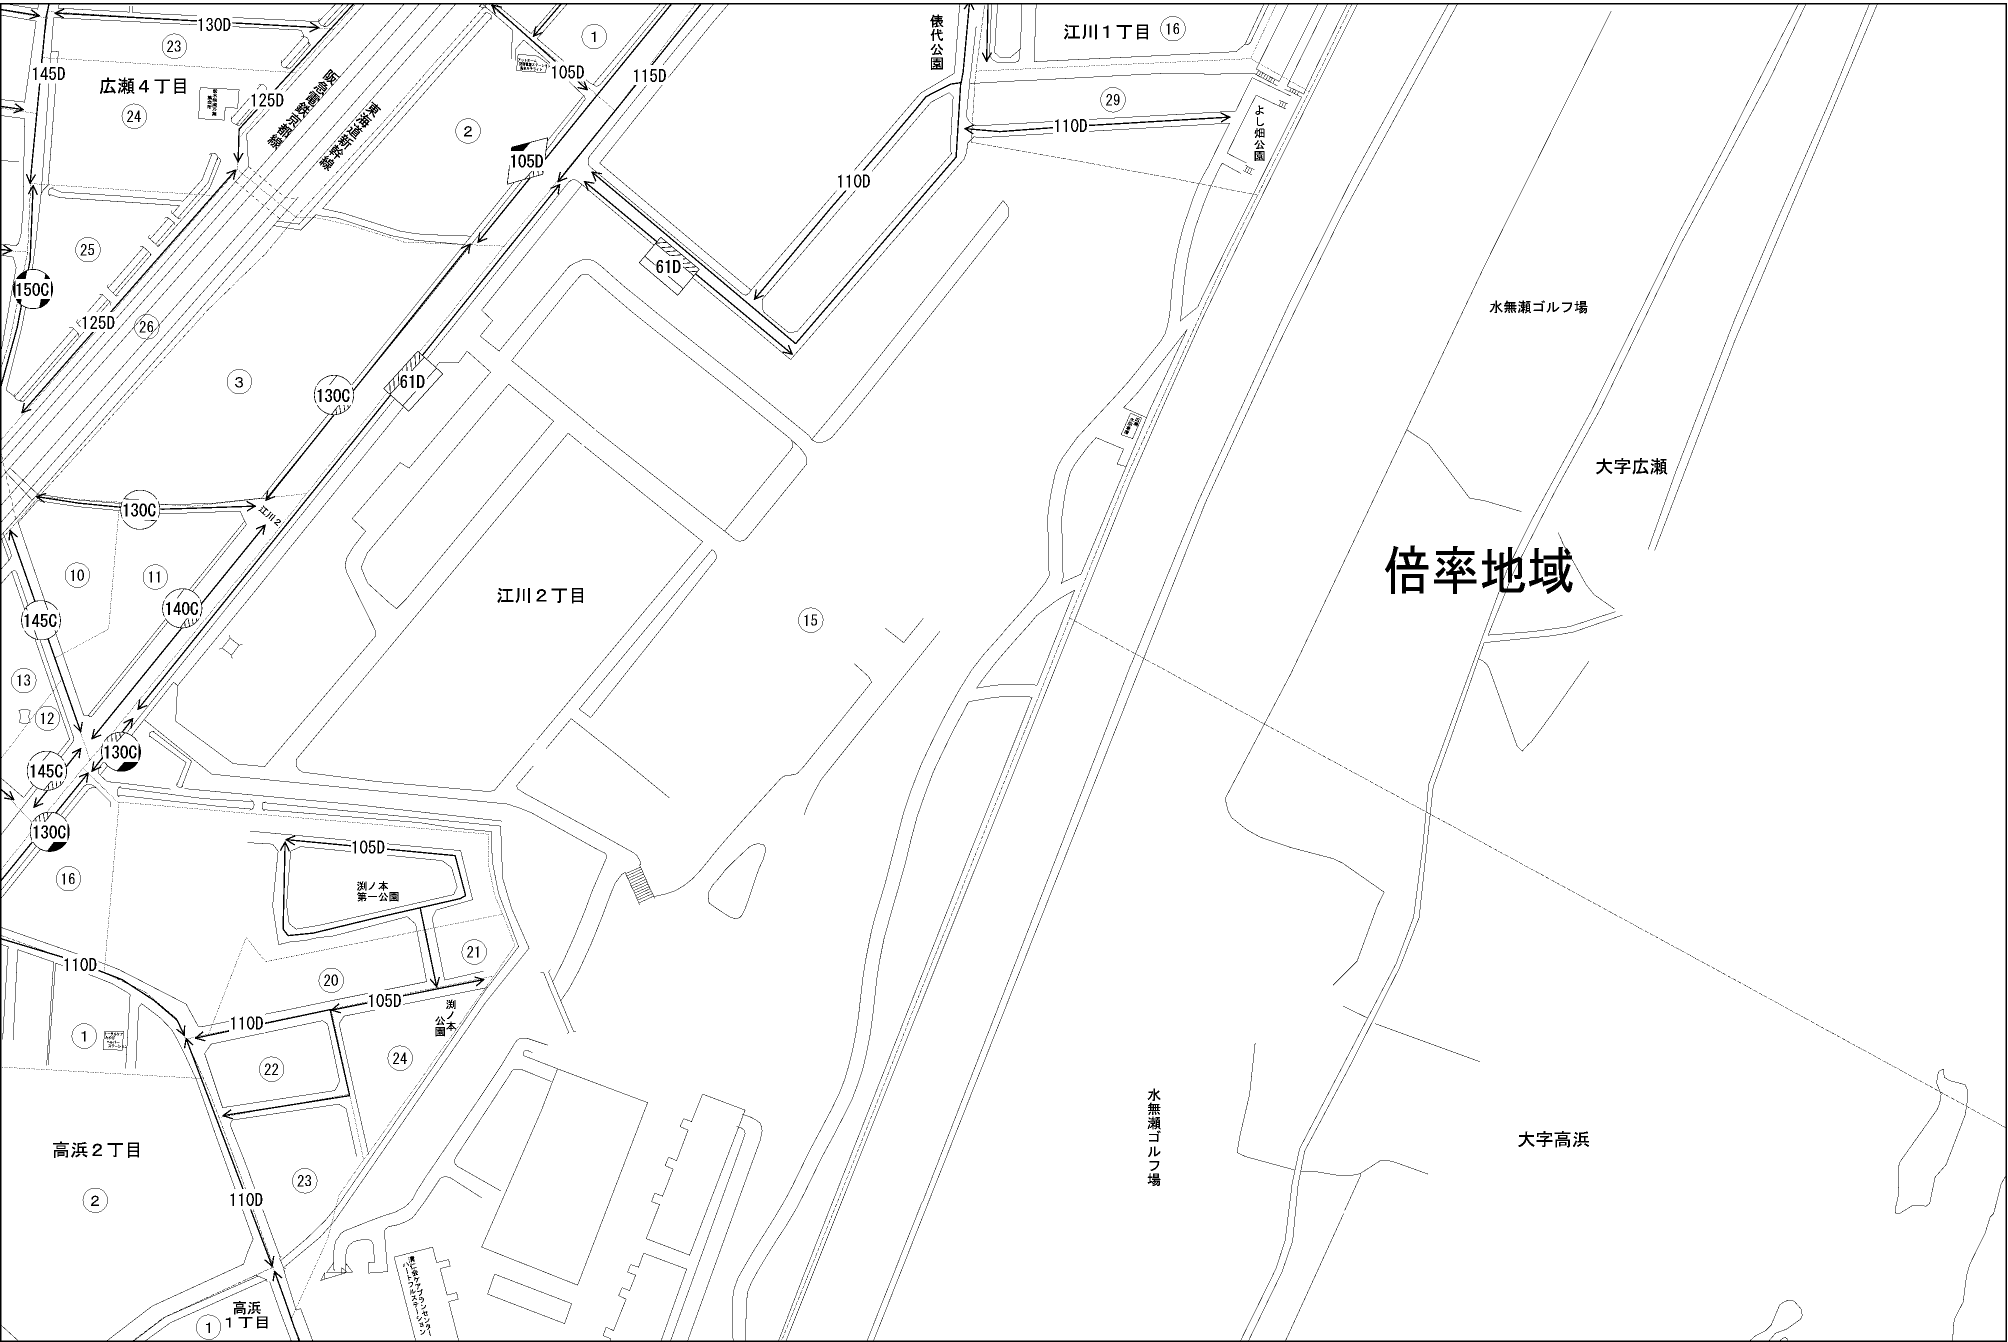 130D
23
145D
広瀬４丁目
24
125D
阪急電鉄京都線
東海道新幹線
1
105D
115D
2
105D
俵代公園
江川１丁目
16
29
110D
よし畑公園
110D
25
150C
125D
26
61D
3
130C
61D
水無瀬ゴルフ場
大字広瀬
130C
江川２
10
11
140C
145C
江川２丁目
15
倍率地域
13
12
130C
145C
130C
16
105D
渕ノ本
第一公園
21
110D
20
105D
110D
渕ノ本
公園
1
22
24
高浜２丁目
110D
23
2
水無瀬ゴルフ場
大字高浜
高浜
１丁目
1